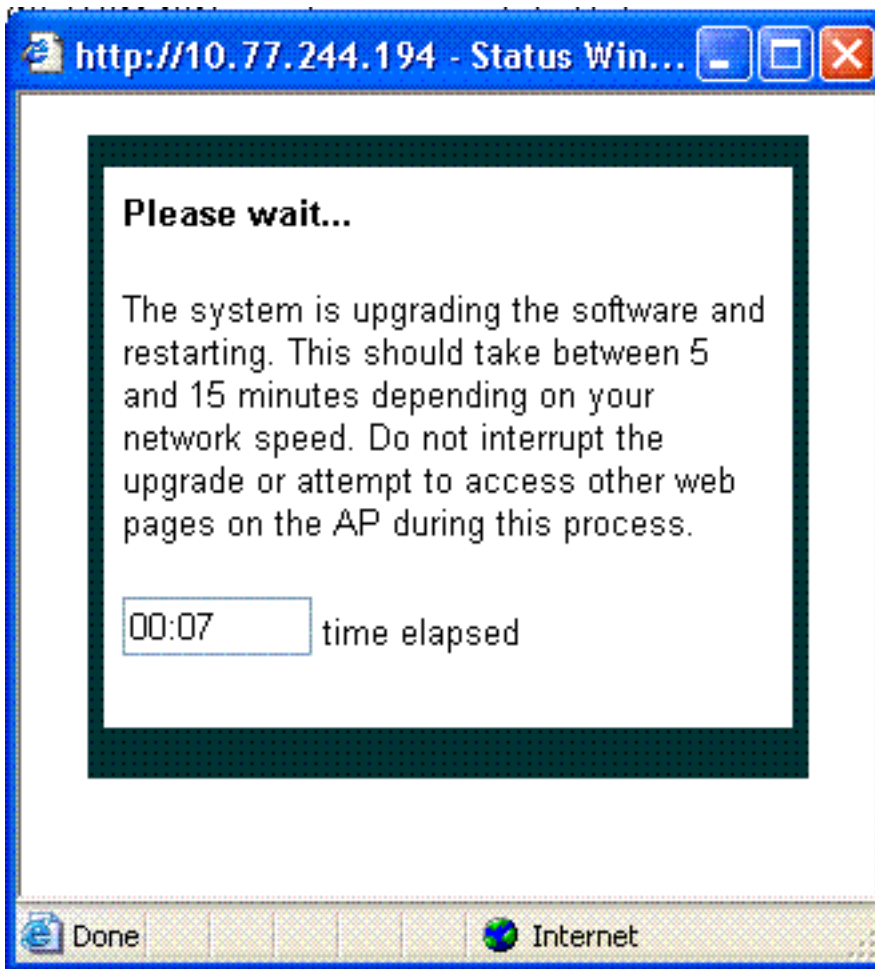 http://10.77.244.194 - Status Win...
Please wait...
The system is upgrading the software and
restarting. This should take between 5
and 15 minutes depending on your
network speed. Do not interrupt the
upgrade or attempt to access other web
pages on the AP during this process.
00:07 time elapsed
Done Internet